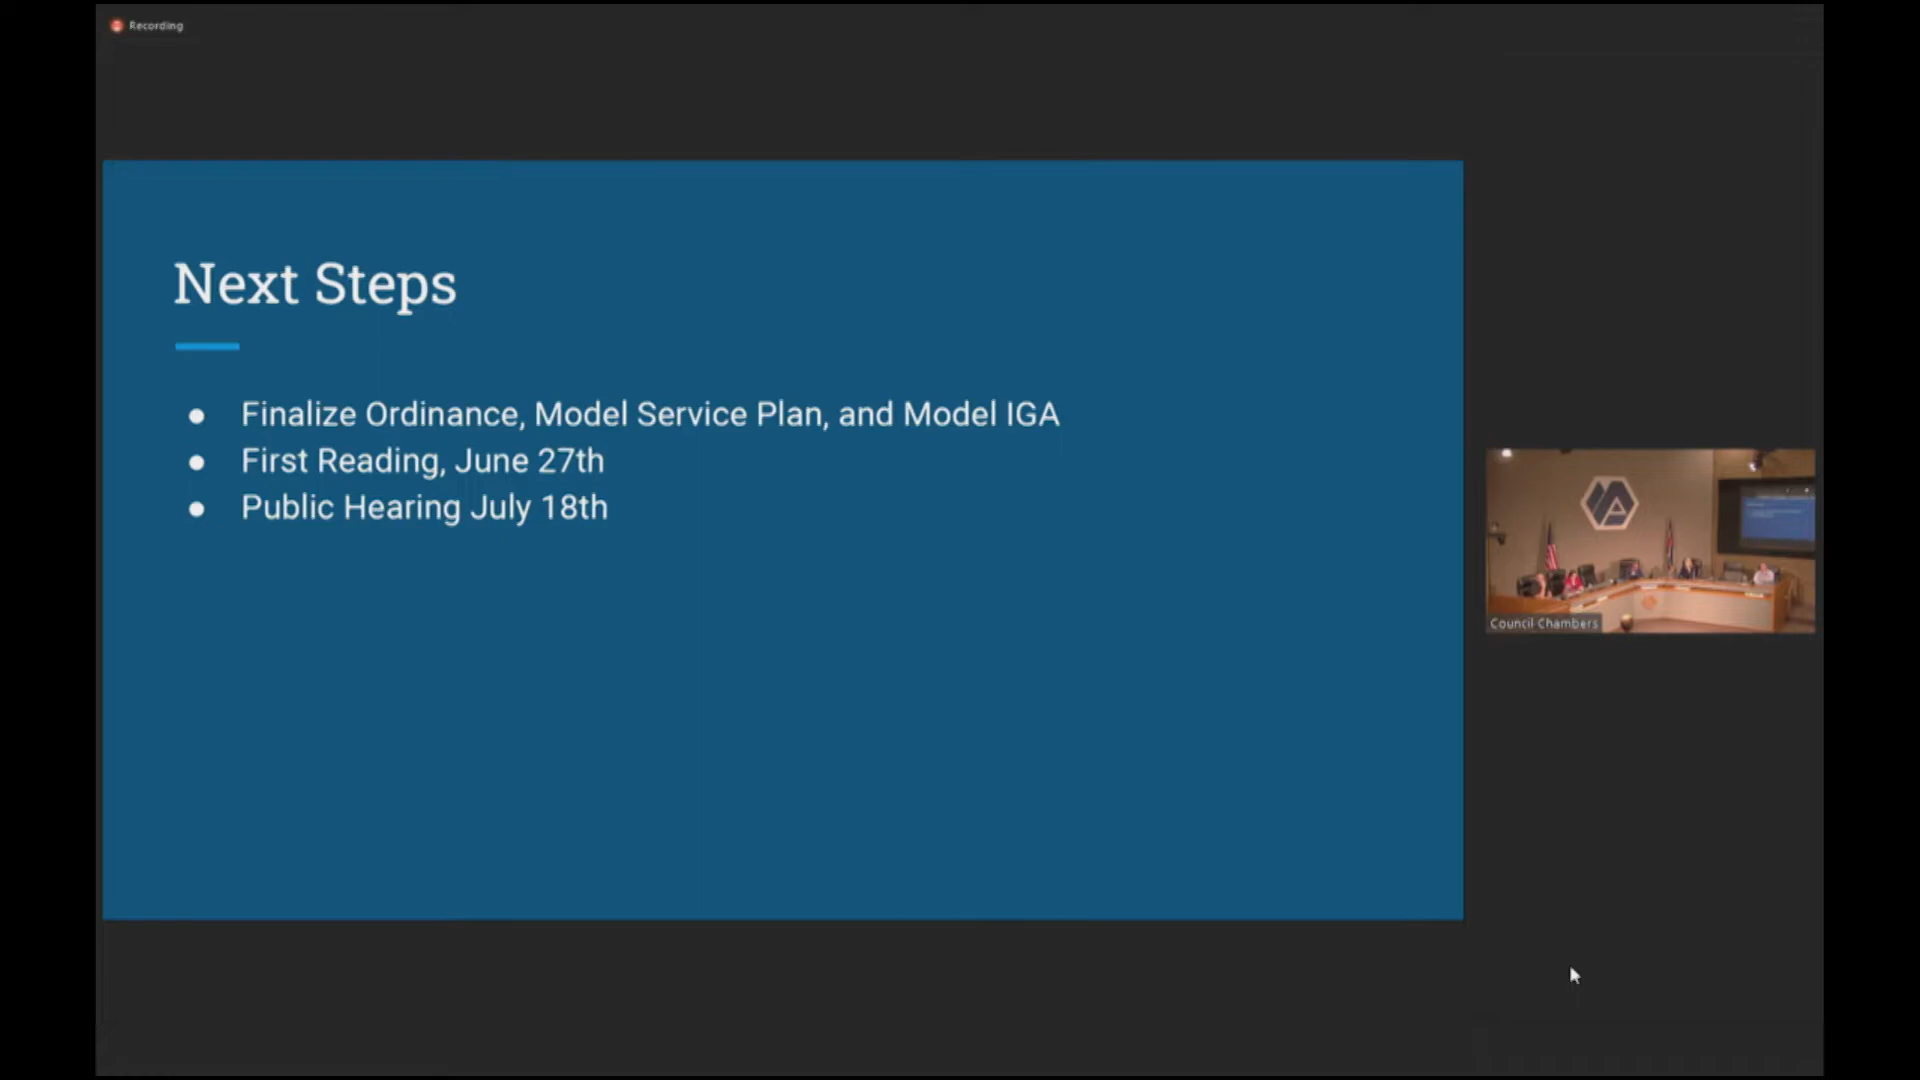 Recording
Next Steps
● Finalize Ordinance, Model Service Plan, and Model IGA
● First Reading, June 27th
● Public Hearing July 18th
Council Chambers